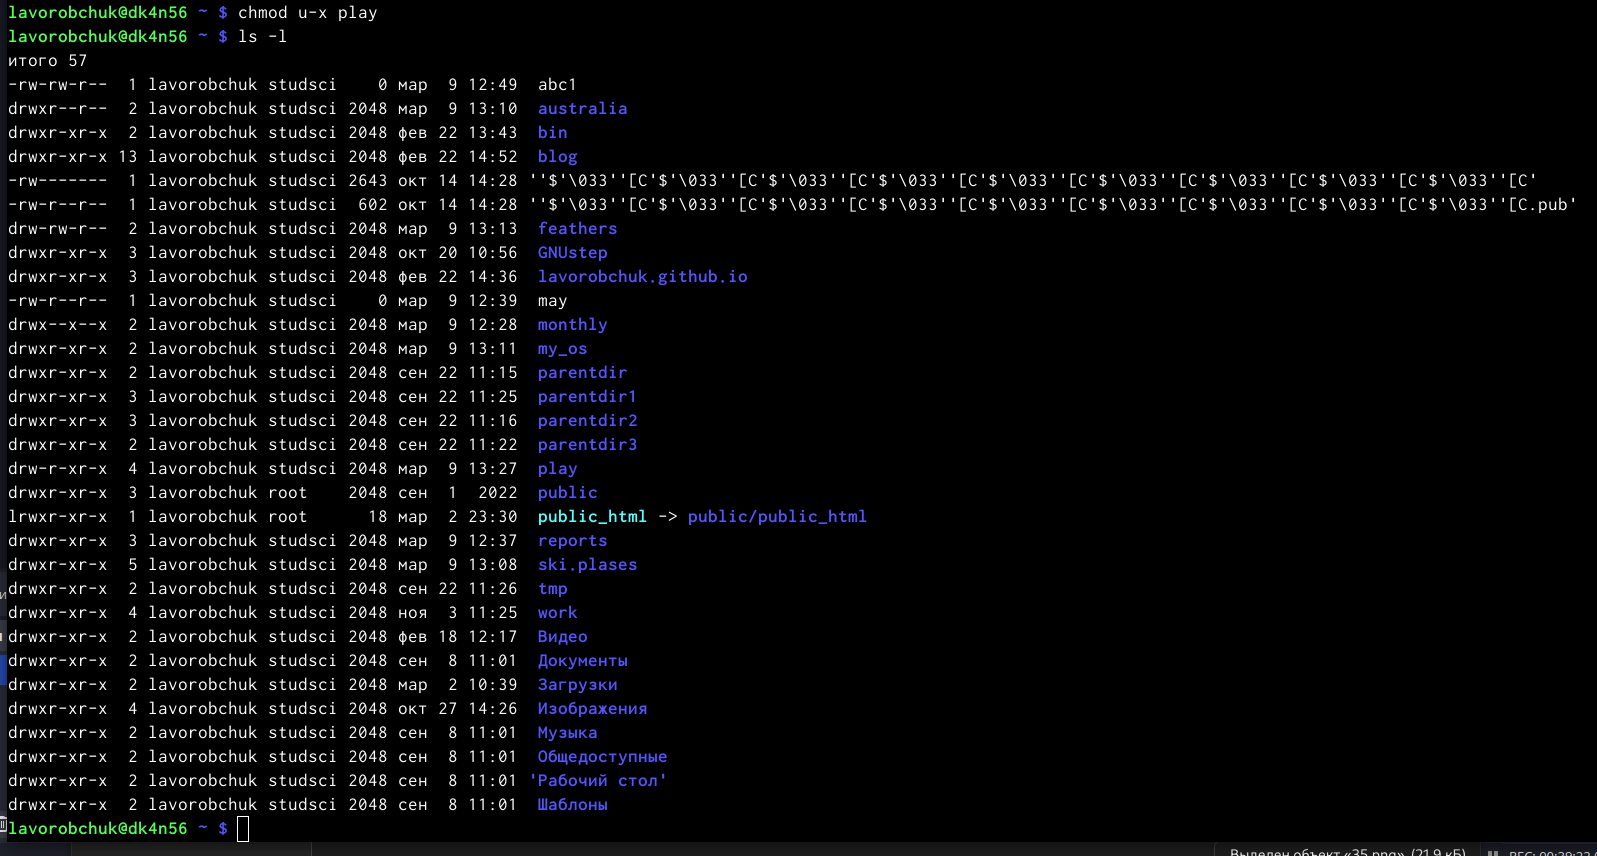 lavorobchuk@dk4n56 ~ $ chmod u-x play
lavorobchuk@dk4n56 ~ $ ls -l
итого 57
-rw-rw-r-- 1 lavorobchuk studsci 0 мар 9 12:49 abc1
drwxr--r-- 2 lavorobchuk studsci 2048 мар 9 13:10 australia
drwxr-xr-x 2 lavorobchuk studsci 2048 фев 22 13:43 bin
drwxr-xr-x 13 lavorobchuk studsci 2048 фев 22 14:52 blog
-rw------- 1 lavorobchuk studsci 2643 окт 14 14:28 ''$'\033''[C'$'\033''[C'$'\033''[C'$'\033''[C'$'\033''[C'$'\033''[C'$'\033''[C'$'\033''[C'$'\033''[C'
-rw-r--r-- 1 lavorobchuk studsci 602 окт 14 14:28 ''$'\033''[C'$'\033''[C'$'\033''[C'$'\033''[C'$'\033''[C'$'\033''[C'$'\033''[C'$'\033''[C'$'\033''[C.pub'
drw-rw-r-- 2 lavorobchuk studsci 2048 мар 9 13:13 feathers
drwxr-xr-x 3 lavorobchuk studsci 2048 окт 20 10:56 GNUstep
drwxr-xr-x 3 lavorobchuk studsci 2048 фев 22 14:36 lavorobchuk.github.io
-rw-r--r-- 1 lavorobchuk studsci 0 мар 9 12:39 may
drwx--x--x 2 lavorobchuk studsci 2048 мар 9 12:28 monthly
drwxr-xr-x 2 lavorobchuk studsci 2048 мар 9 13:11 my_os
drwxr-xr-x 2 lavorobchuk studsci 2048 сен 22 11:15 parentdir
drwxr-xr-x 3 lavorobchuk studsci 2048 сен 22 11:25 parentdir1
drwxr-xr-x 3 lavorobchuk studsci 2048 сен 22 11:16 parentdir2
drwxr-xr-x 2 lavorobchuk studsci 2048 сен 22 11:22 parentdir3
drw-r-xr-x 4 lavorobchuk studsci 2048 мар 9 13:27 play
drwxr-xr-x 3 lavorobchuk root 2048 сен 1 2022 public
lrwxr-xr-x 1 lavorobchuk root 18 мар 2 23:30 public_html -> public/public_html
drwxr-xr-x 3 lavorobchuk studsci 2048 мар 9 12:37 reports
drwxr-xr-x 5 lavorobchuk studsci 2048 мар 9 13:08 ski.plases
drwxr-xr-x 2 lavorobchuk studsci 2048 сен 22 11:26 tmp
drwxr-xr-x 4 lavorobchuk studsci 2048 ноя 3 11:25 work
drwxr-xr-x 2 lavorobchuk studsci 2048 фев 18 12:17 Видео
drwxr-xr-x 2 lavorobchuk studsci 2048 сен 8 11:01 Документы
drwxr-xr-x 2 lavorobchuk studsci 2048 мар 2 10:39 Загрузки
drwxr-xr-x 4 lavorobchuk studsci 2048 окт 27 14:26 Изображения
drwxr-xr-x 2 lavorobchuk studsci 2048 сен 8 11:01 Музыка
drwxr-xr-x 2 lavorobchuk studsci 2048 сен 8 11:01 Общедоступные
drwxr-xr-x 2 lavorobchuk studsci 2048 сен 8 11:01 'Рабочий стол'
drwxr-xr-x 2 lavorobchuk studsci 2048 сен 8 11:01 Шаблоны
lavorobchuk@dk4n56 ~ $
Выделен объект «35.png» (21,9 кБ)